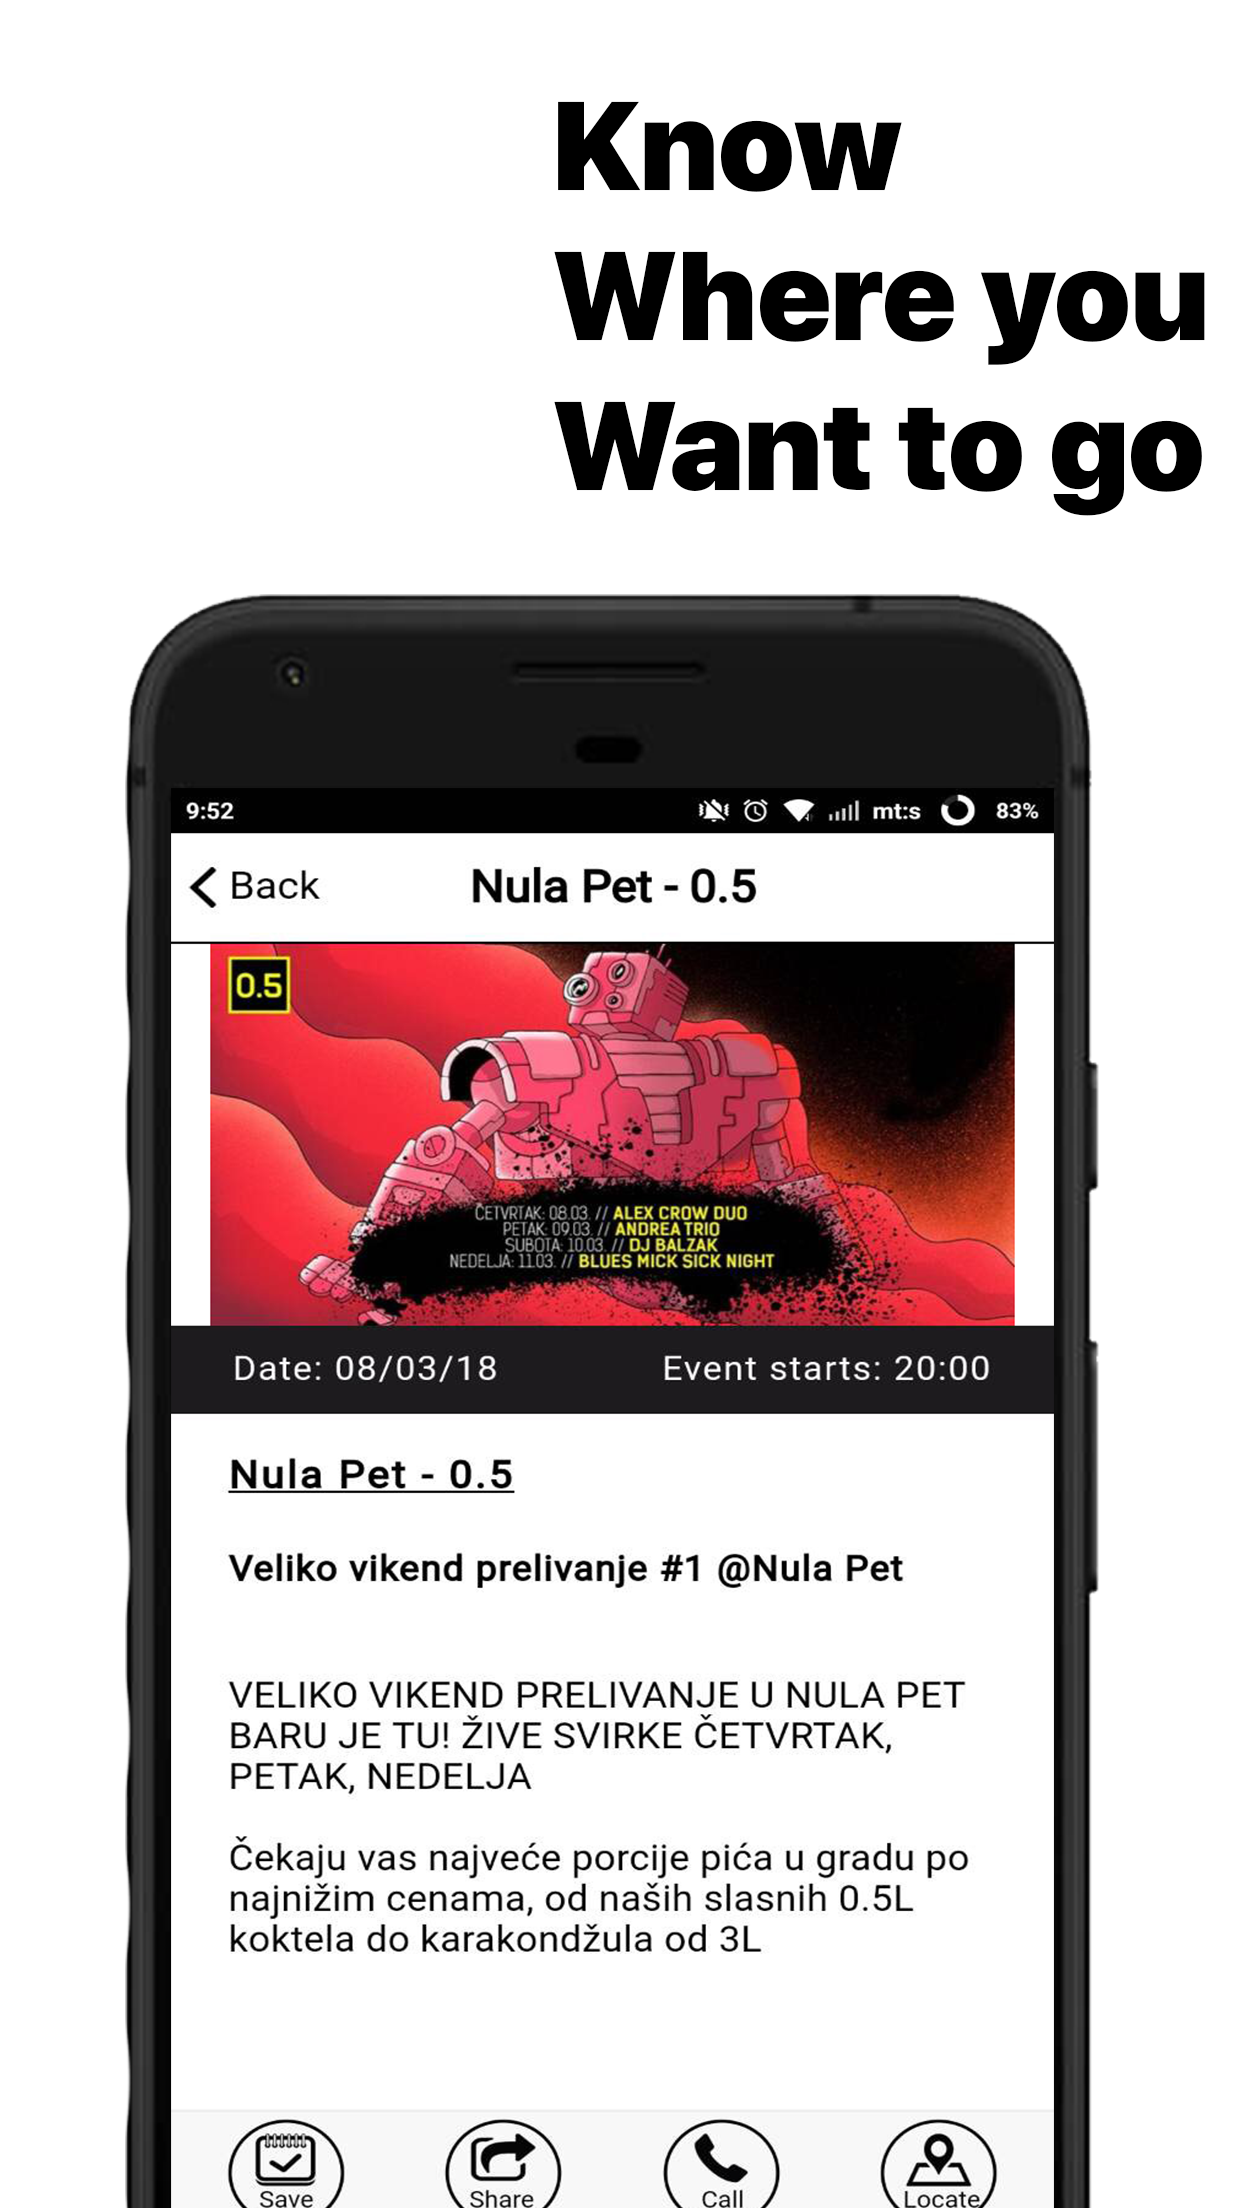 Know
Where you
Want to go
9:52 mt:s 83%
Back Nula Pet - 0.5
0.5
ČETVRTAK: 08.03. // ALEX CROW DUO
PETAK: 09.03. // ANDREA TRIO
SUBOTA: 10.03. // DJ BALZAK
NEDELJA: 11.03. // BLUES MICK SICK NIGHT
Date: 08/03/18 Event starts: 20:00
Nula Pet - 0.5
Veliko vikend prelivanje #1 @Nula Pet
VELIKO VIKEND PRELIVANJE U NULA PET
BARU JE TU! ŽIVE SVIRKE ČETVRTAK,
PETAK, NEDELJA
Čekaju vas najveće porcije pića u gradu po
najnižim cenama, od naših slasnih 0.5L
koktela do karakondžula od 3L
Save Share Call Locate